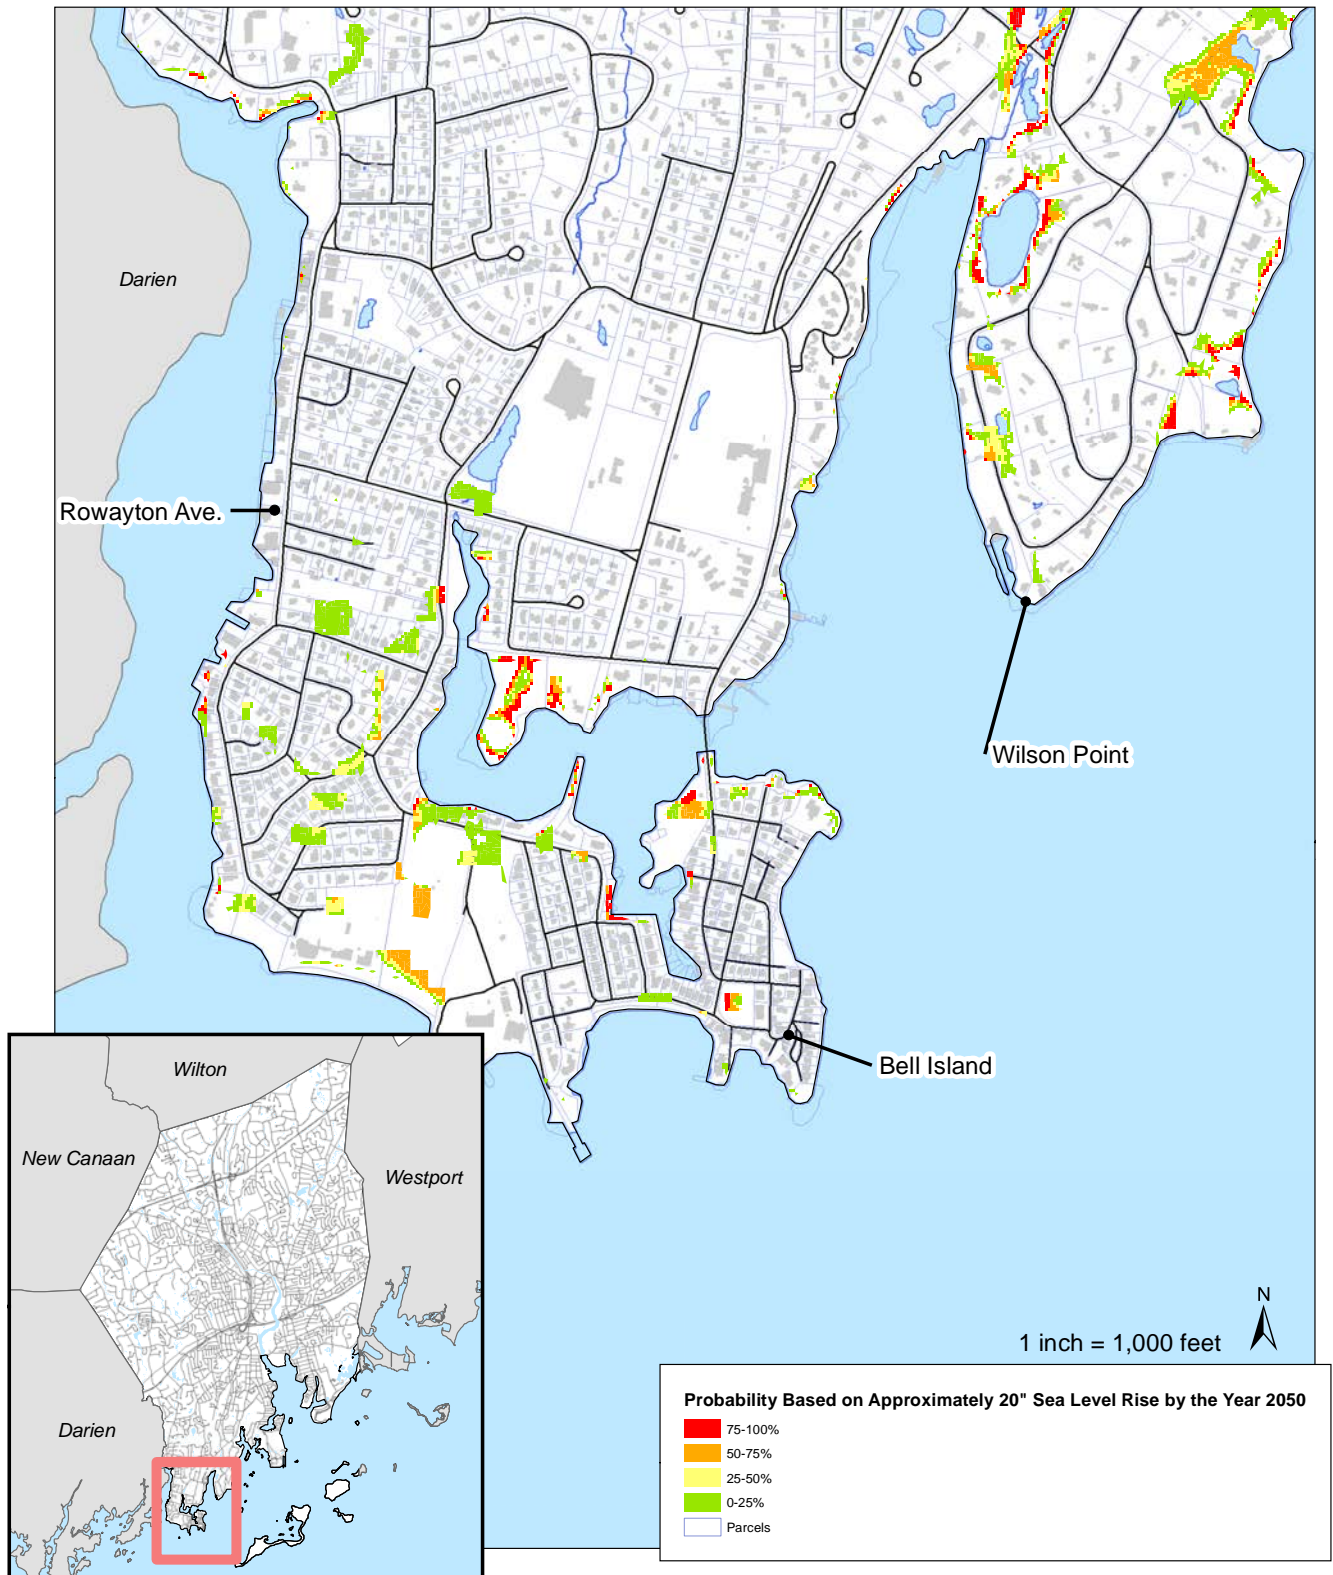 Darien
Rowayton Ave.
Wilson Point
Bell Island
Wilton
New Canaan
Westport
Darien
N
1 inch = 1,000 feet
Probability Based on Approximately 20" Sea Level Rise by the Year 2050
75-100%
50-75%
25-50%
0-25%
Parcels